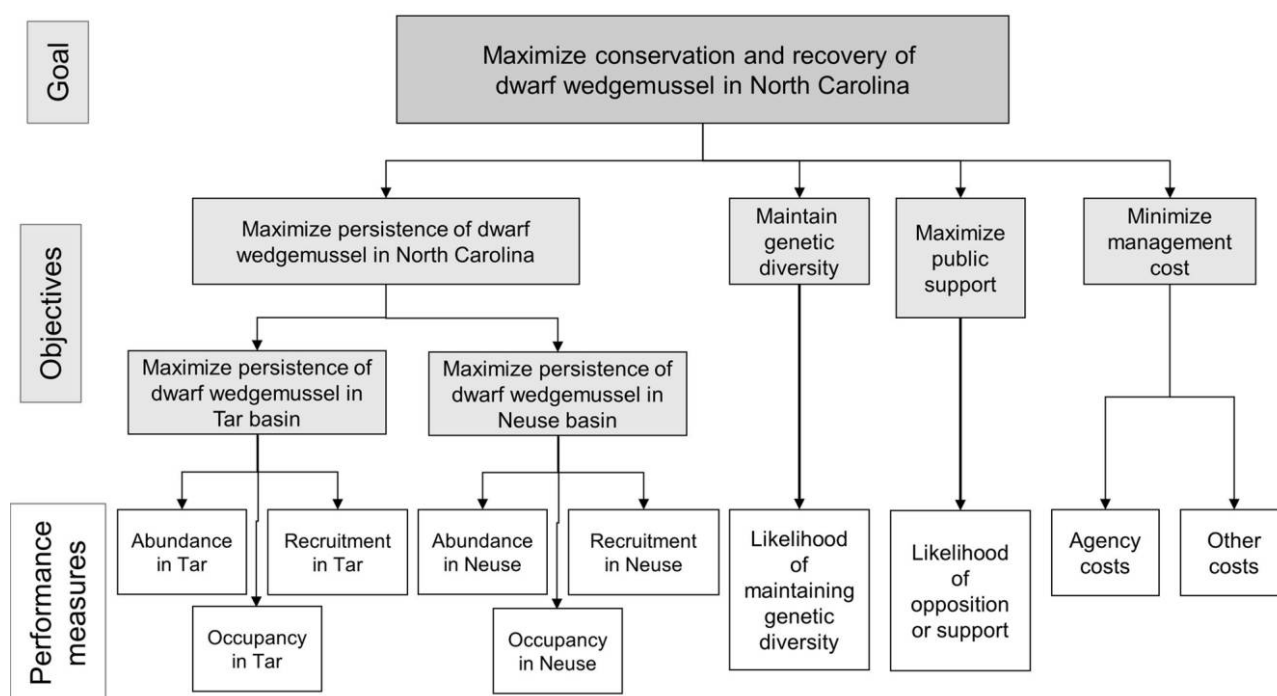 Goal
Maximize conservation and recovery of
dwarf wedgemussel in North Carolina
Objectives
Maximize persistence of dwarf
wedgemussel in North Carolina
Maintain
genetic
diversity
Maximize
public
support
Minimize
management
cost
Maximize persistence of
dwarf wedgemussel in
Tar basin
Maximize persistence of
dwarf wedgemussel in
Neuse basin
Performance
measures
Abundance
in Tar
Recruitment
in Tar
Abundance
in Neuse
Recruitment
in Neuse
Likelihood
of
maintaining
genetic
diversity
Likelihood
of
opposition
or support
Agency
costs
Other
costs
Occupancy
in Tar
Occupancy
in Neuse